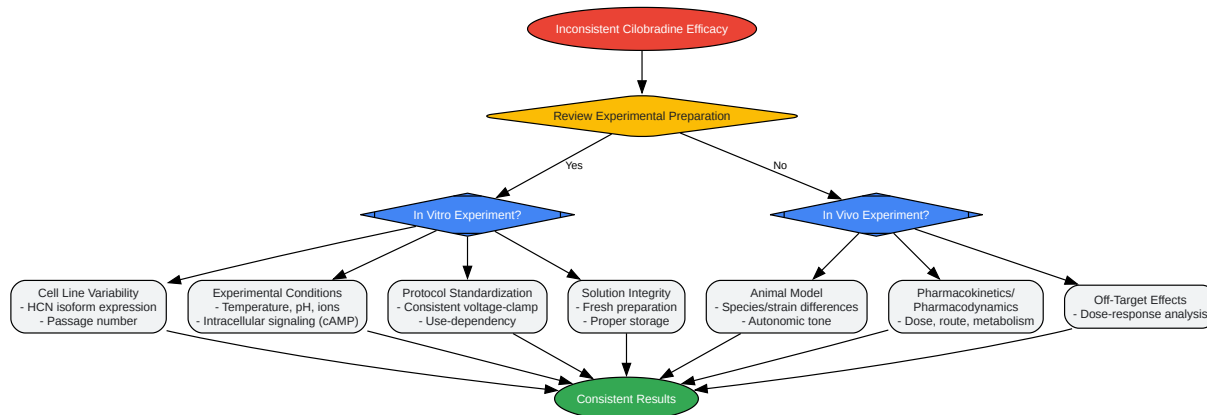 Inconsistent Cilobradine Efficacy
Review Experimental Preparation
Yes
No
In Vitro Experiment?
In Vivo Experiment?
Cell Line Variability
- HCN isoform expression
- Passage number
Experimental Conditions
- Temperature, pH, ions
- Intracellular signaling (cAMP)
Protocol Standardization
- Consistent voltage-clamp
- Use-dependency
Solution Integrity
- Fresh preparation
- Proper storage
Animal Model
- Species/strain differences
- Autonomic tone
Pharmacokinetics/
Pharmacodynamics
- Dose, route, metabolism
Off-Target Effects
- Dose-response analysis
Consistent Results